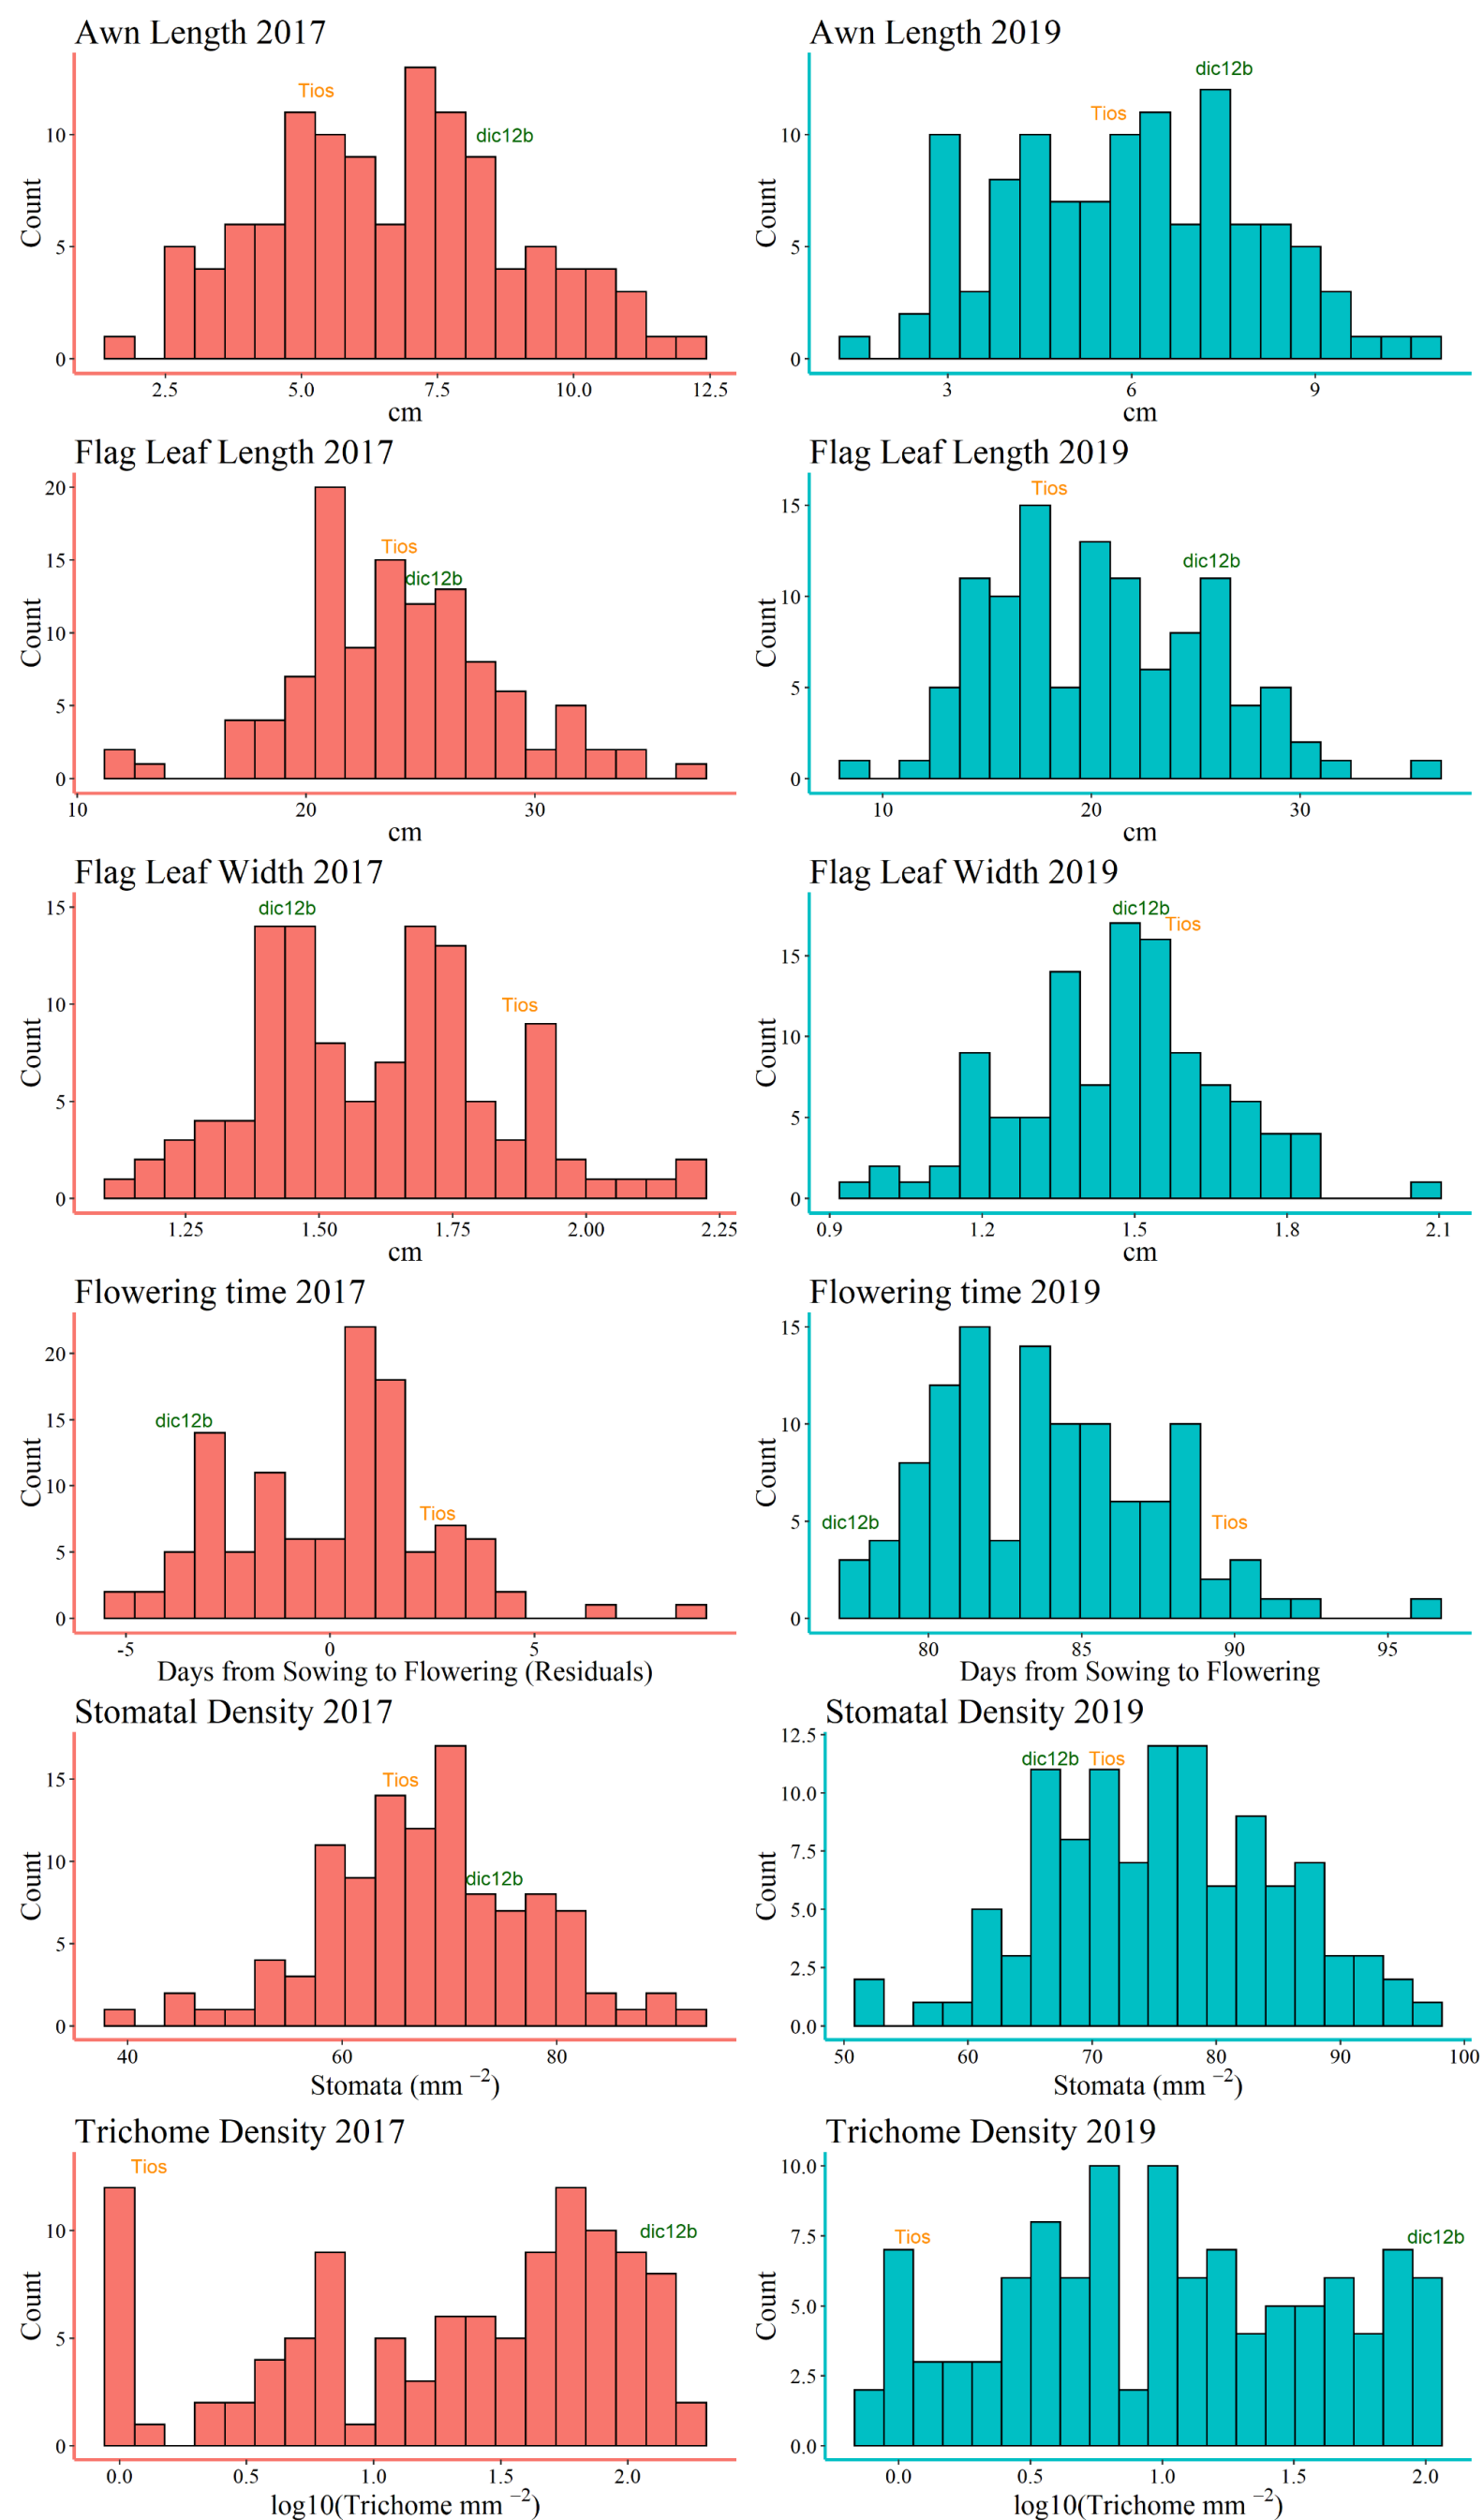 Awn Length 2017
Tios
dic12b
Count
10
5
0
2.5 5.0 7.5 10.0 12.5
cm
Awn Length 2019
dic12b
Tios
Count
10
5
0
3 6 9
cm
Flag Leaf Length 2017
Tios
dic12b
Count
20
15
10
5
0
10 20 30
cm
Flag Leaf Length 2019
Tios
dic12b
Count
15
10
5
0
10 20 30
cm
Flag Leaf Width 2017
dic12b
Tios
Count
15
10
5
0
1.25 1.50 1.75 2.00 2.25
cm
Flag Leaf Width 2019
dic12b
Tios
Count
15
10
5
0
0.9 1.2 1.5 1.8 2.1
cm
Flowering time 2017
dic12b
Tios
Count
20
15
10
5
0
-5 0 5
Days from Sowing to Flowering (Residuals)
Flowering time 2019
dic12b
Tios
Count
15
10
5
0
80 85 90 95
Days from Sowing to Flowering
Stomatal Density 2017
Tios
dic12b
Count
15
10
5
0
40 60 80
Stomata (mm −2)
Stomatal Density 2019
dic12b Tios
Count
12.5
10.0
7.5
5.0
2.5
0.0
50 60 70 80 90 100
Stomata (mm −2)
Trichome Density 2017
Tios
dic12b
Count
10
5
0
0.0 0.5 1.0 1.5 2.0
log10(Trichome mm −2)
Trichome Density 2019
Tios
dic12b
Count
10.0
7.5
5.0
2.5
0.0
0.0 0.5 1.0 1.5 2.0
log10(Trichome mm −2)